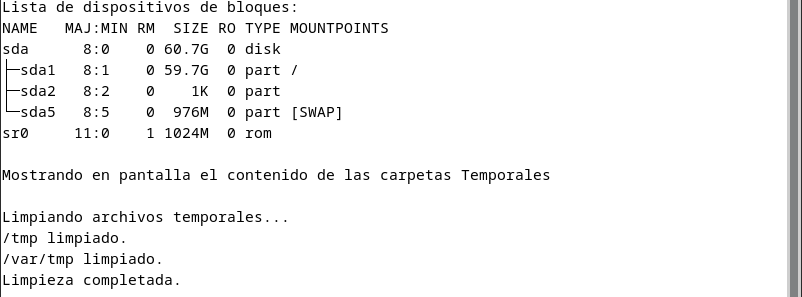 Lista de dispositivos de bloques:
NAME   MAJ:MIN RM   SIZE RO TYPE MOUNTPOINTS
sda      8:0    0 60.7G  0 disk
├─sda1   8:1    0 59.7G  0 part /
├─sda2   8:2    0    1K  0 part
└─sda5   8:5    0  976M  0 part [SWAP]
sr0     11:0    1 1024M  0 rom
Mostrando en pantalla el contenido de las carpetas Temporales
Limpiando archivos temporales...
/tmp limpiado.
/var/tmp limpiado.
Limpieza completada.